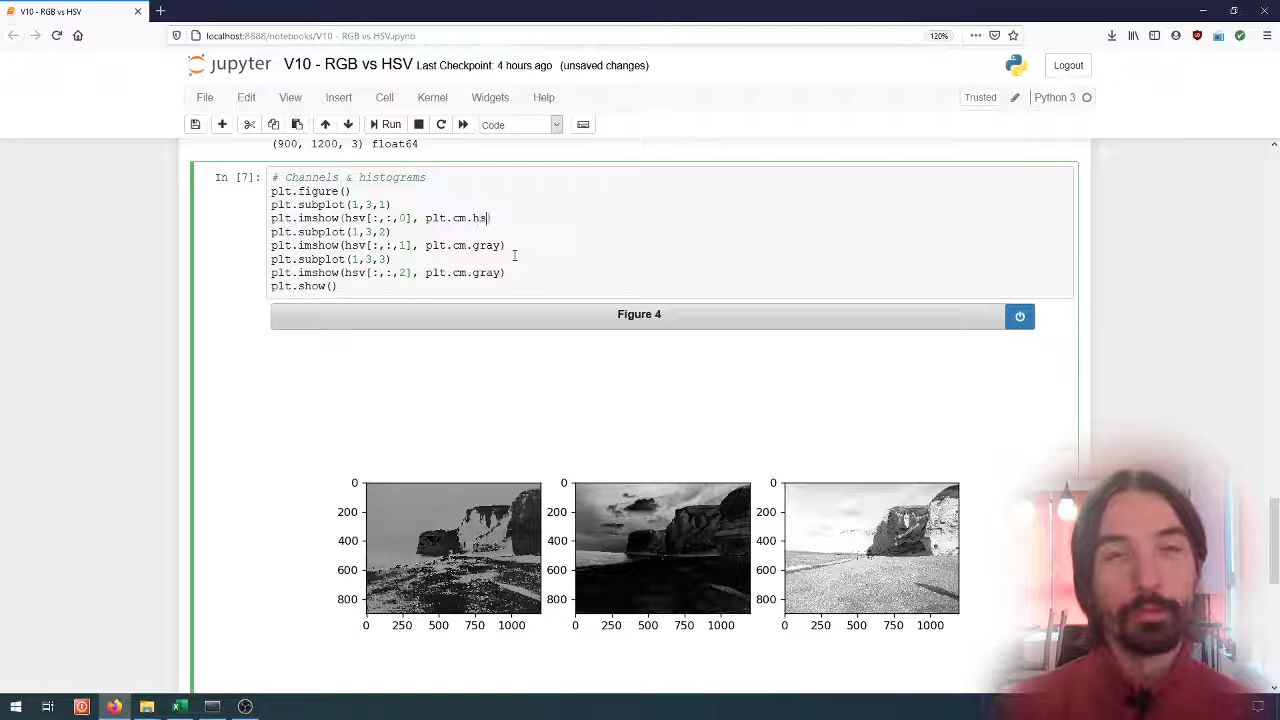 V10 - RGB vs HSV
localhost:8888/notebooks/V10 - RGB vs HSV.ipynb
120%
jupyter V10 - RGB vs HSV Last Checkpoint: 4 hours ago (unsaved changes)
Logout
File Edit View Insert Cell Kernel Widgets Help
Trusted
Python 3
Run
Code
(900, 1200, 3) float64
In [7]:
# Channels & histograms
plt.figure()
plt.subplot(1,3,1)
plt.imshow(hsv[:,:,0], plt.cm.hs)
plt.subplot(1,3,2)
plt.imshow(hsv[:,:,1], plt.cm.gray)
plt.subplot(1,3,3)
plt.imshow(hsv[:,:,2], plt.cm.gray)
plt.show()
Figure 4
0 0 0
200 200 200
400 400 400
600 600 600
800 800 800
0 250 500 750 1000 0 250 500 750 1000 0 250 500 750 1000